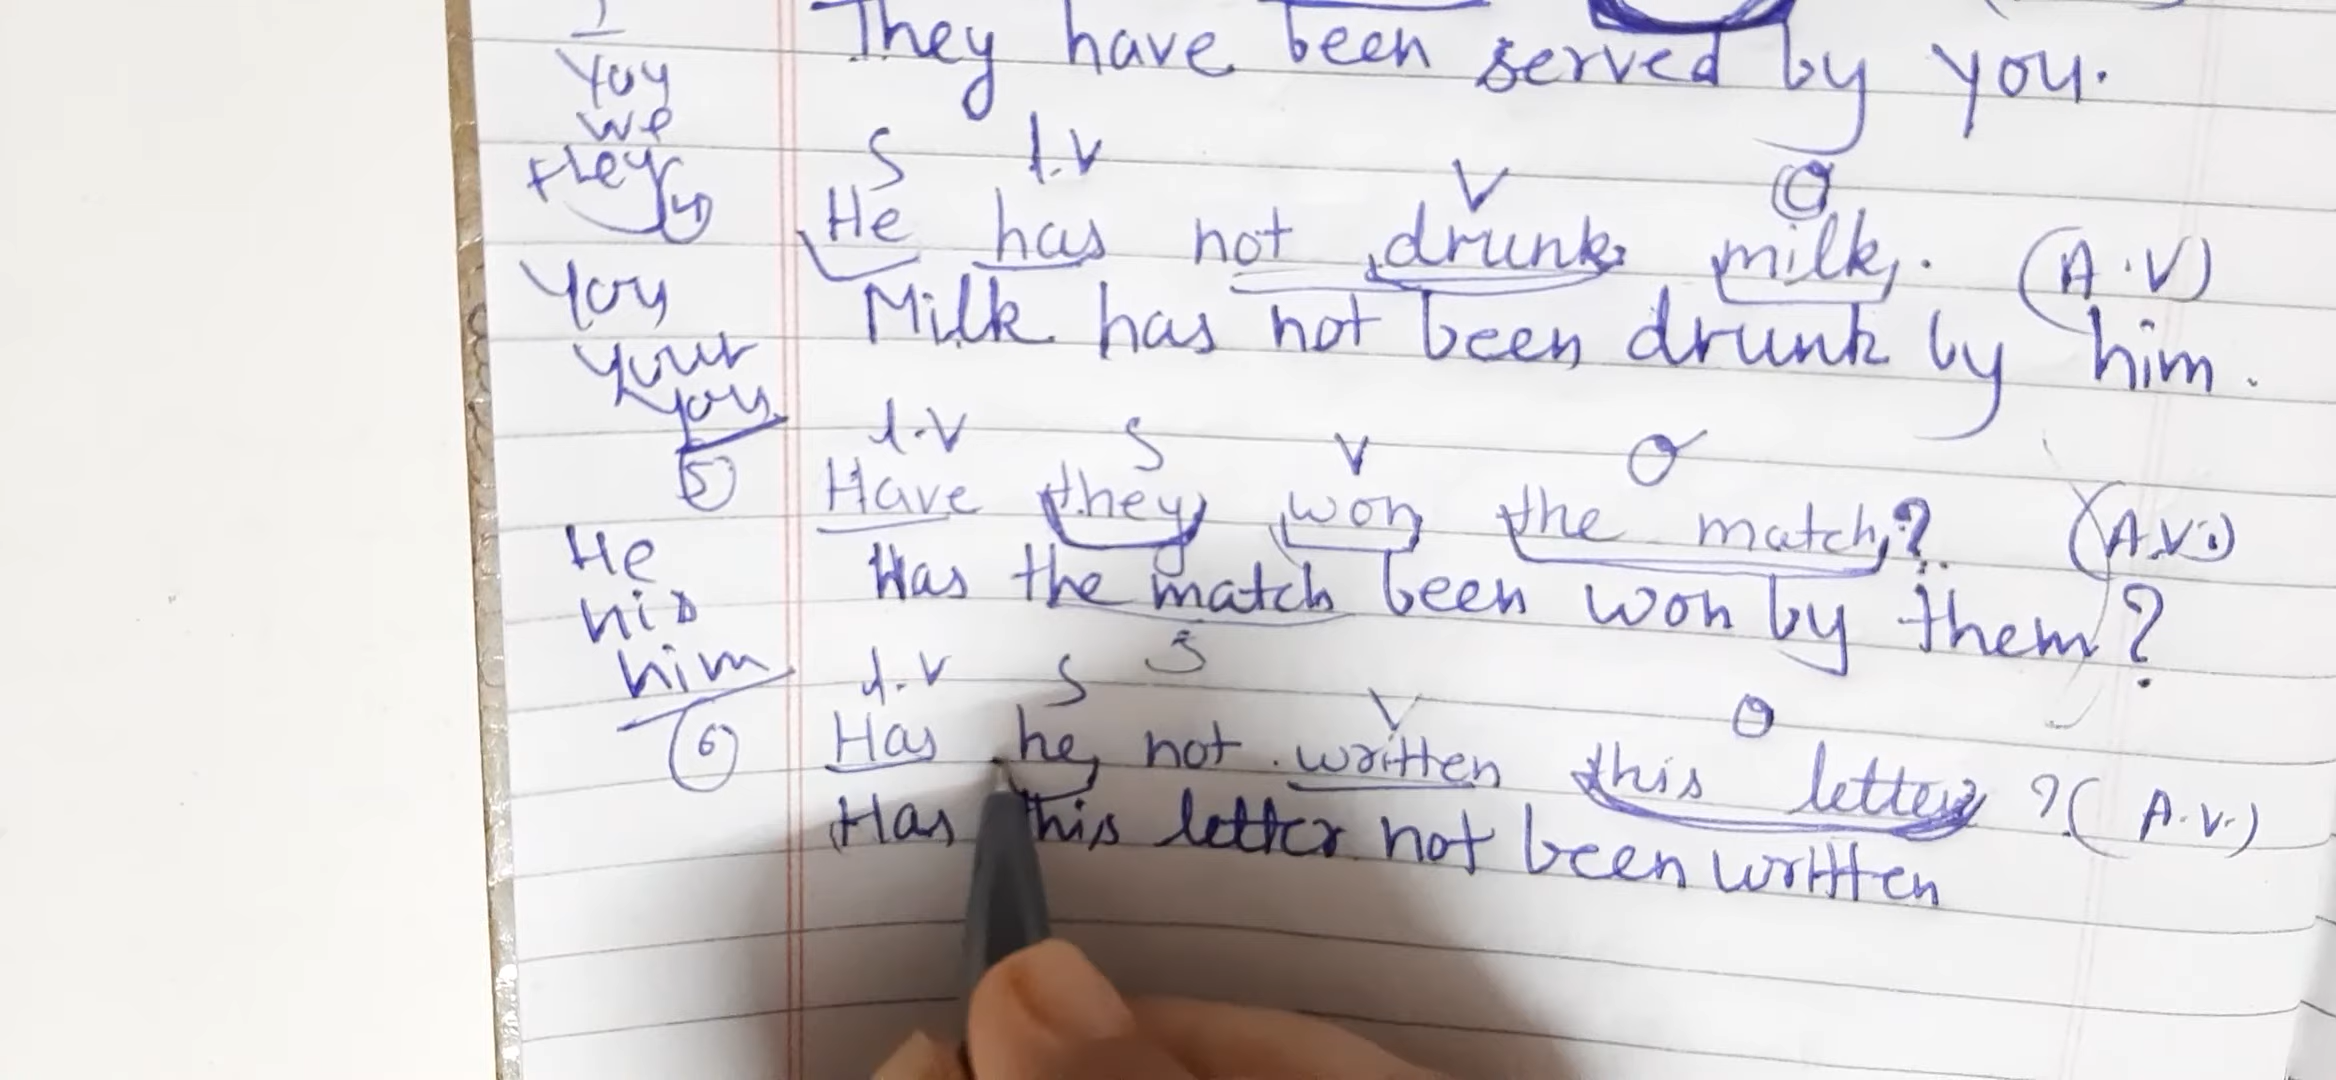 You
we
they
They have been served by you.
S I.V V O
4 He has not drunk milk. (A.V)
Milk has not been drunk by him.
You
your
you
I.V S V O
5 Have they won the match? (A.V.)
Has the match been won by them?
S
He
his
him
I.V S V O
6 Has he not written this letter? (A.V.)
Has this letter not been written